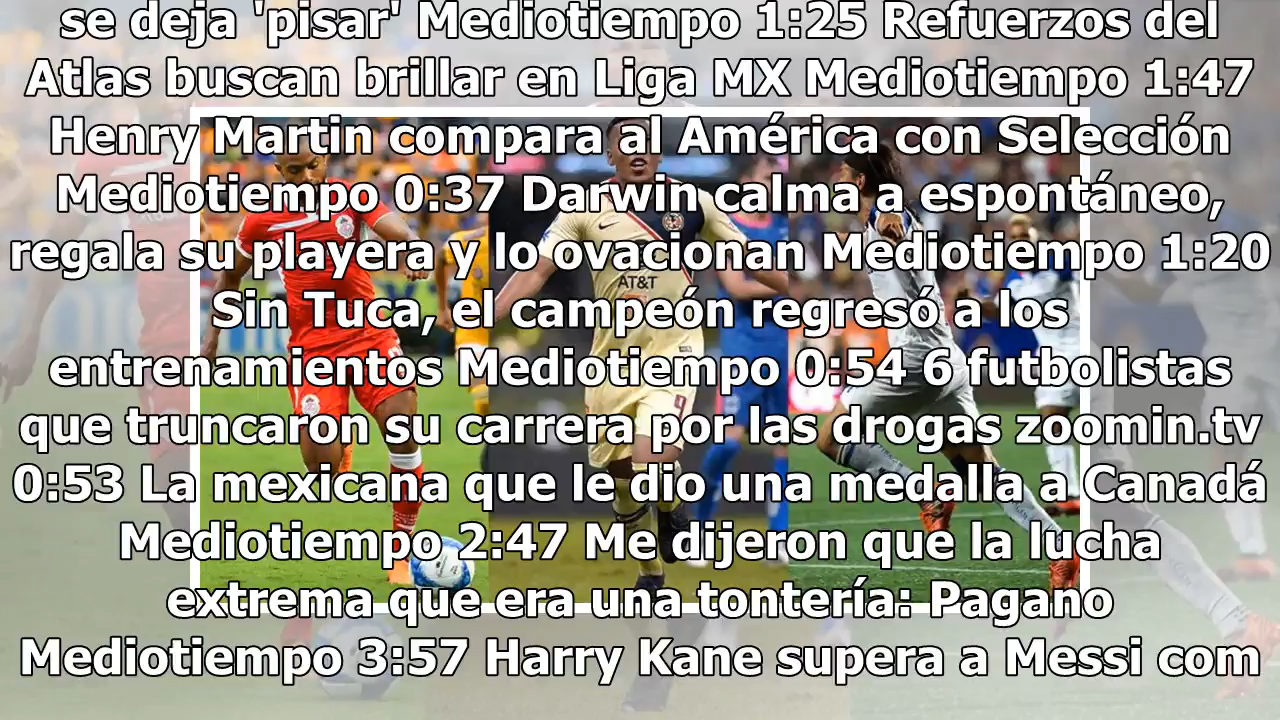 se deja 'pisar' Mediotiempo 1:25 Refuerzos del
Atlas buscan brillar en Liga MX Mediotiempo 1:47
Henry Martin compara al América con Selección
Mediotiempo 0:37 Darwin calma a espontáneo,
regala su playera y lo ovacionan Mediotiempo 1:20
Sin Tuca, el campeón regresó a los
entrenamientos Mediotiempo 0:54 6 futbolistas
que truncaron su carrera por las drogas zoomin.tv
0:53 La mexicana que le dio una medalla a Canadá
Mediotiempo 2:47 Me dijeron que la lucha
extrema que era una tontería: Pagano
Mediotiempo 3:57 Harry Kane supera a Messi com
AT&T
9